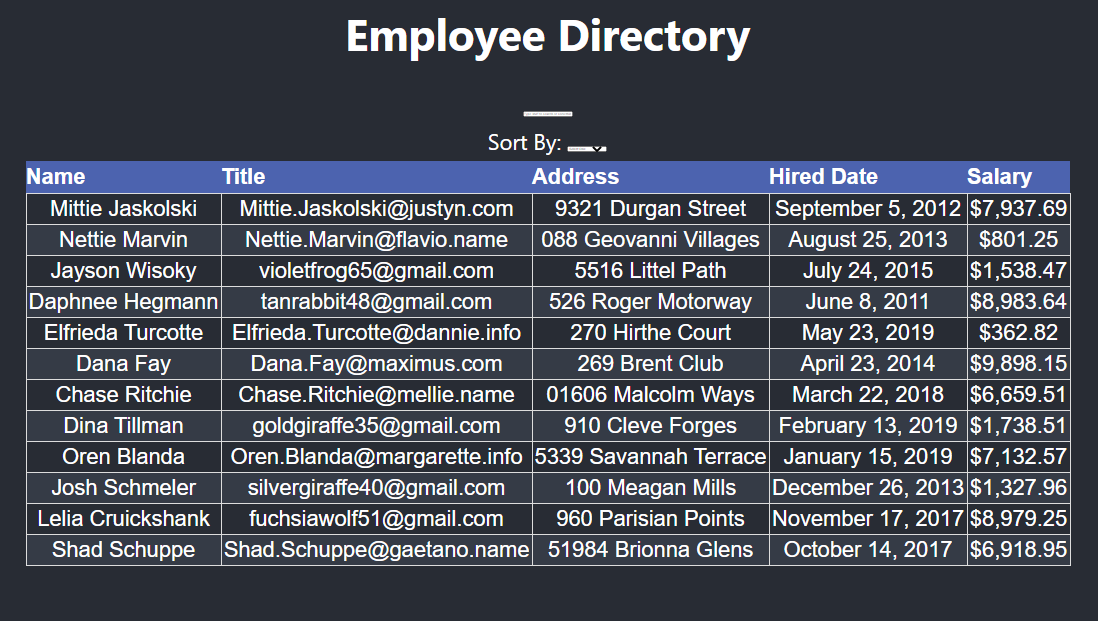 Employee Directory
Sort By:
Name Title Address Hired Date Salary
Mittie Jaskolski Mittie.Jaskolski@justyn.com 9321 Durgan Street September 5, 2012 $7,937.69
Nettie Marvin Nettie.Marvin@flavio.name 088 Geovanni Villages August 25, 2013 $801.25
Jayson Wisoky violetfrog65@gmail.com 5516 Littel Path July 24, 2015 $1,538.47
Daphnee Hegmann tanrabbit48@gmail.com 526 Roger Motorway June 8, 2011 $8,983.64
Elfrieda Turcotte Elfrieda.Turcotte@dannie.info 270 Hirthe Court May 23, 2019 $362.82
Dana Fay Dana.Fay@maximus.com 269 Brent Club April 23, 2014 $9,898.15
Chase Ritchie Chase.Ritchie@mellie.name 01606 Malcolm Ways March 22, 2018 $6,659.51
Dina Tillman goldgiraffe35@gmail.com 910 Cleve Forges February 13, 2019 $1,738.51
Oren Blanda Oren.Blanda@margarette.info 5339 Savannah Terrace January 15, 2019 $7,132.57
Josh Schmeler silvergiraffe40@gmail.com 100 Meagan Mills December 26, 2013 $1,327.96
Lelia Cruickshank fuchsiawolf51@gmail.com 960 Parisian Points November 17, 2017 $8,979.25
Shad Schuppe Shad.Schuppe@gaetano.name 51984 Brionna Glens October 14, 2017 $6,918.95